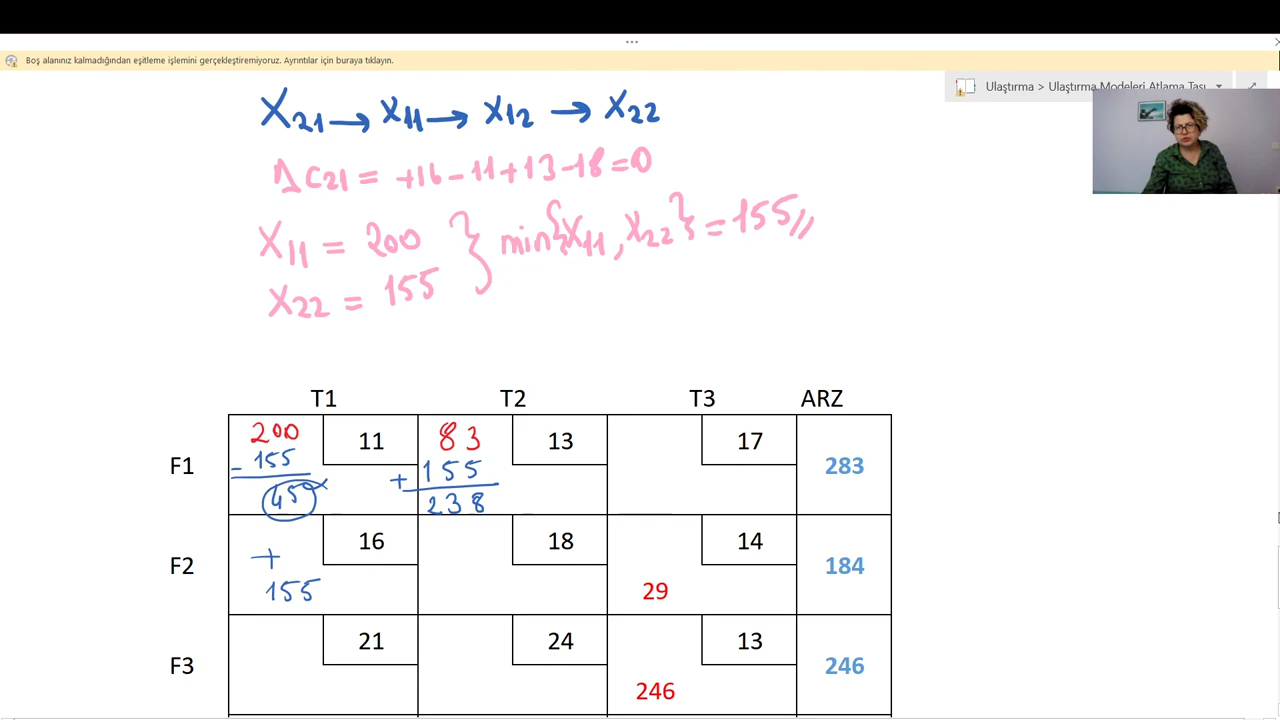 Boş alanınız kalmadığından eşitleme işlemini gerçekleştiremiyoruz. Ayrıntılar için buraya tıklayın.
Ulaştırma > Ulaştırma Modeleri Atlama Taşı
X21 → X11 → X12 → X22
ΔC21 = +16-11+13-18=0
X11 = 200 } min{X11, X22} = 155//
X22 = 155
T1 T2 T3 ARZ
200 11 83 13 17
F1 -155 +155 283
45 238
16 18 14
F2 + 184
155 29
21 24 13
F3 246
246